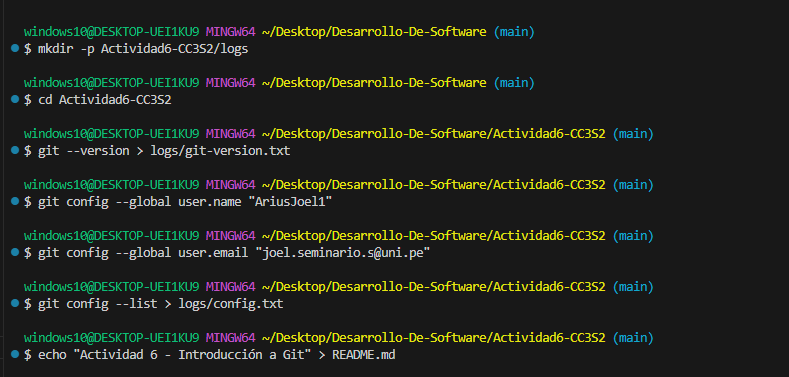 windows10@DESKTOP-UEI1KU9 MINGW64 ~/Desktop/Desarrollo-De-Software (main)
$ mkdir -p Actividad6-CC3S2/logs
windows10@DESKTOP-UEI1KU9 MINGW64 ~/Desktop/Desarrollo-De-Software (main)
$ cd Actividad6-CC3S2
windows10@DESKTOP-UEI1KU9 MINGW64 ~/Desktop/Desarrollo-De-Software/Actividad6-CC3S2 (main)
$ git --version > logs/git-version.txt
windows10@DESKTOP-UEI1KU9 MINGW64 ~/Desktop/Desarrollo-De-Software/Actividad6-CC3S2 (main)
$ git config --global user.name "AriusJoel1"
windows10@DESKTOP-UEI1KU9 MINGW64 ~/Desktop/Desarrollo-De-Software/Actividad6-CC3S2 (main)
$ git config --global user.email "joel.seminario.s@uni.pe"
windows10@DESKTOP-UEI1KU9 MINGW64 ~/Desktop/Desarrollo-De-Software/Actividad6-CC3S2 (main)
$ git config --list > logs/config.txt
windows10@DESKTOP-UEI1KU9 MINGW64 ~/Desktop/Desarrollo-De-Software/Actividad6-CC3S2 (main)
$ echo "Actividad 6 - Introducción a Git" > README.md